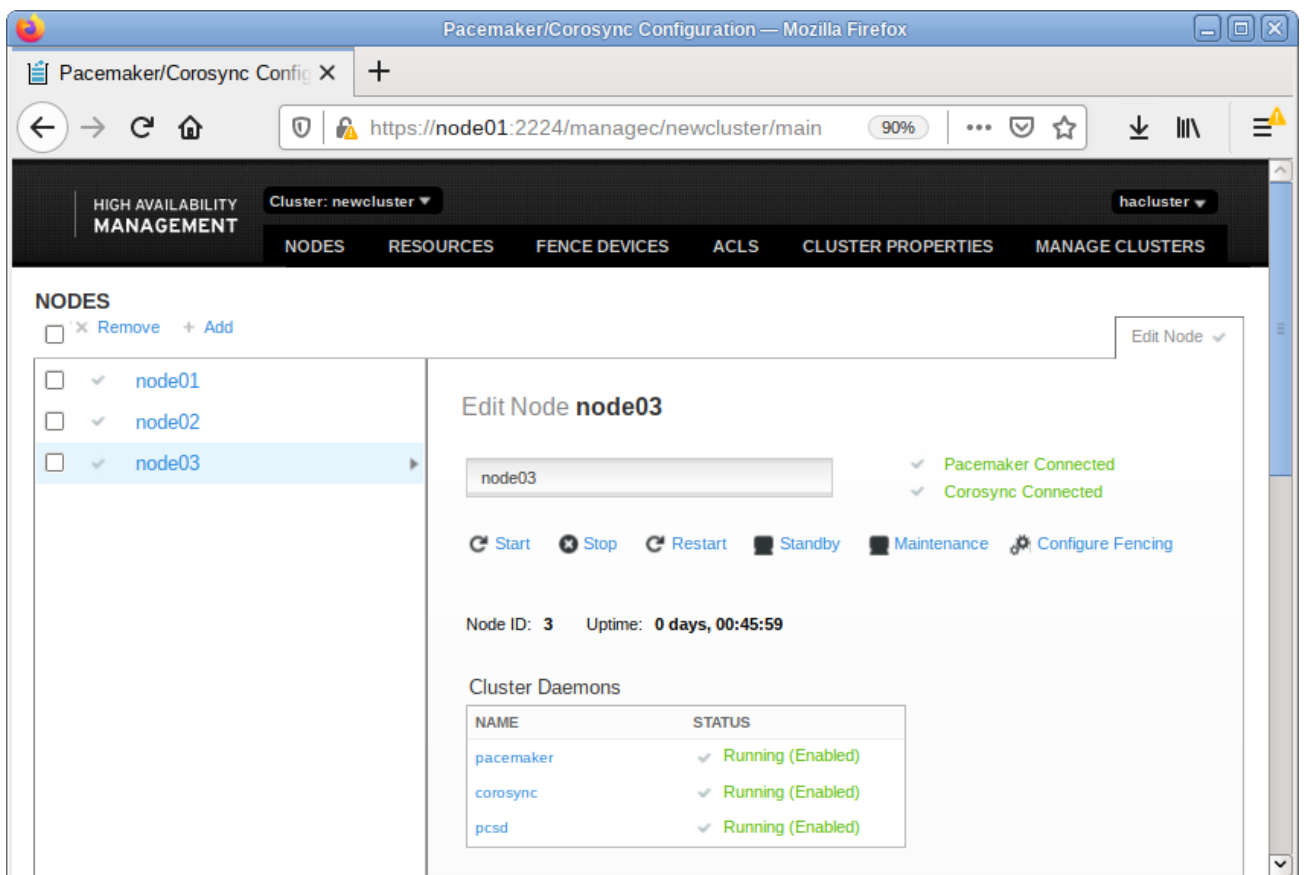 Pacemaker/Corosync Configuration — Mozilla Firefox
Pacemaker/Corosync Config
https://node01:2224/managec/newcluster/main 90%
HIGH AVAILABILITY
MANAGEMENT
Cluster: newcluster
hacluster
NODES RESOURCES FENCE DEVICES ACLS CLUSTER PROPERTIES MANAGE CLUSTERS
NODES
Remove Add
Edit Node
node01
node02
node03
Edit Node node03
node03
Pacemaker Connected
Corosync Connected
Start Stop Restart Standby Maintenance Configure Fencing
Node ID: 3 Uptime: 0 days, 00:45:59
Cluster Daemons
NAME STATUS
pacemaker Running (Enabled)
corosync Running (Enabled)
pcsd Running (Enabled)